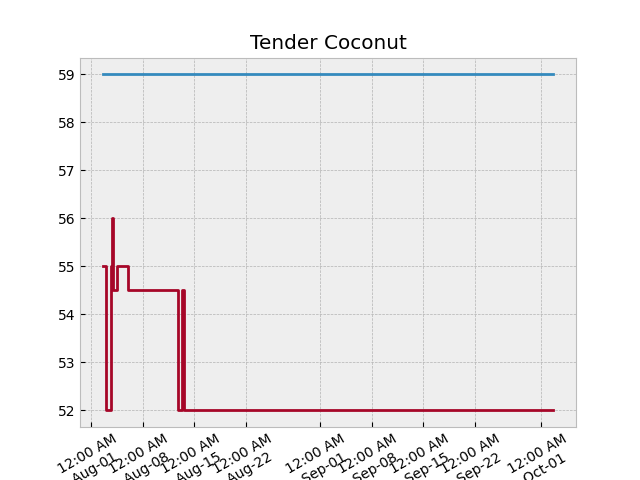 Tender Coconut
59
58
57
56
55
54
53
52
12:00 AM
Aug-01
12:00 AM
Aug-08
12:00 AM
Aug-15
12:00 AM
Aug-22
12:00 AM
Sep-01
12:00 AM
Sep-08
12:00 AM
Sep-15
12:00 AM
Sep-22
12:00 AM
Oct-01